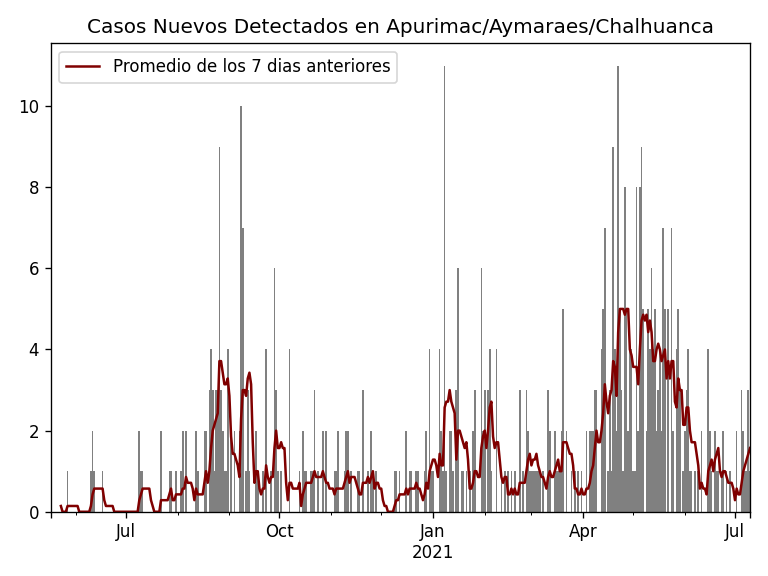 Casos Nuevos Detectados en Apurimac/Aymaraes/Chalhuanca
Promedio de los 7 dias anteriores
10
8
6
4
2
0
Jul
Oct
Jan
2021
Apr
Jul